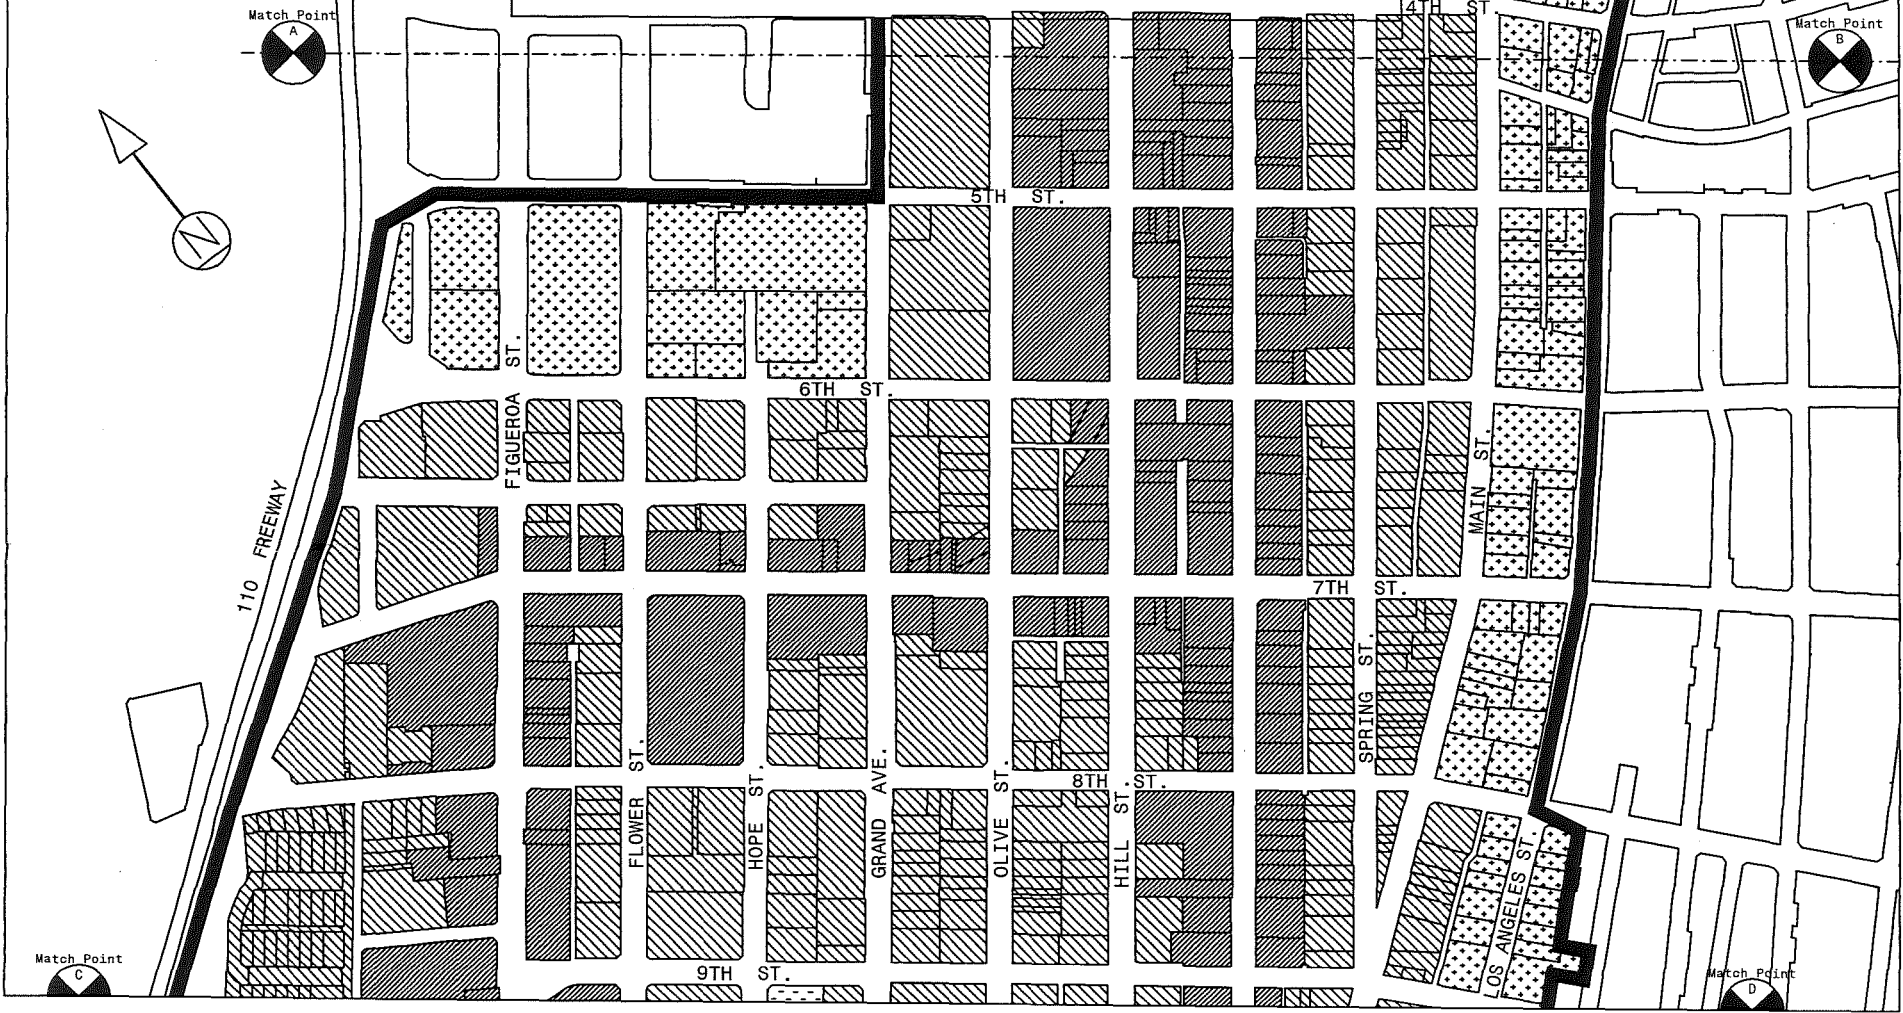 4TH ST.
Match Point
A
Match Point
B
5TH ST.
N
6TH ST.
FIGUEROA ST.
MAIN ST.
110 FREEWAY
7TH ST.
SPRING ST.
FLOWER ST.
HOPE ST.
GRAND AVE.
OLIVE ST.
8TH ST.
HILL ST.
LOS ANGELES ST.
9TH ST.
Match Point
C
Match Point
D